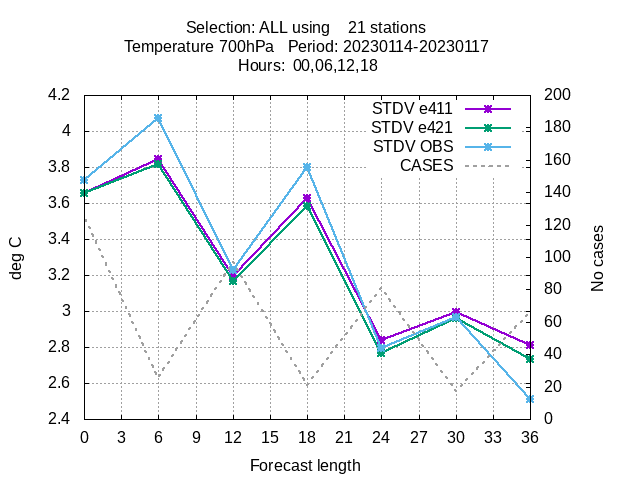 Selection: ALL using 21 stations
Temperature 700hPa Period: 20230114-20230117
Hours: 00,06,12,18
STDV e411
STDV e421
STDV OBS
CASES
4.2
4
3.8
3.6
3.4
3.2
3
2.8
2.6
2.4
deg C
200
180
160
140
120
100
80
60
40
20
0
No cases
0 3 6 9 12 15 18 21 24 27 30 33 36
Forecast length